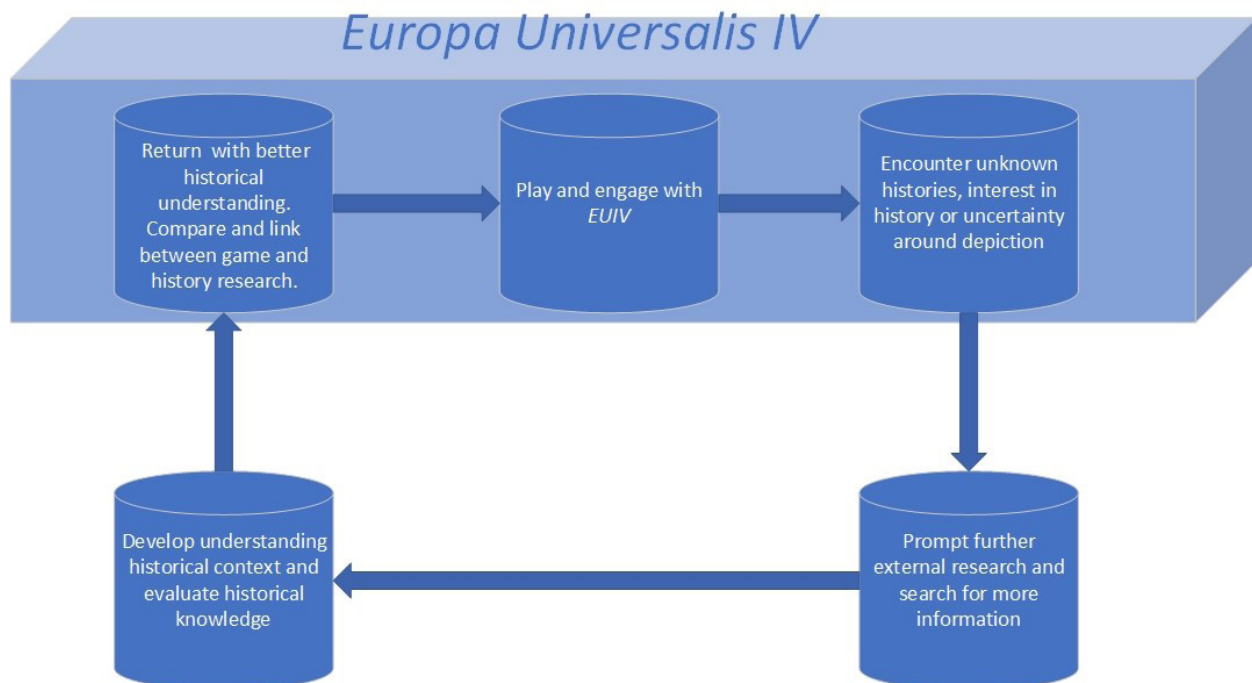 Europa Universalis IV
Return with better
historical
understanding.
Compare and link
between game and
history research.
Play and engage with
EUIV
Encounter unknown
histories, interest in
history or uncertainty
around depiction
Develop understanding
historical context and
evaluate historical
knowledge
Prompt further
external research and
search for more
information